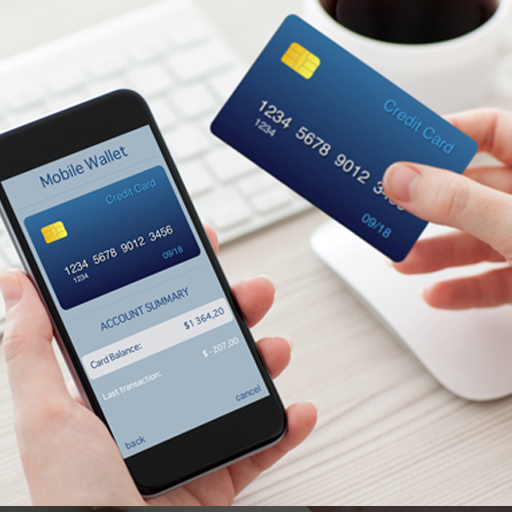 Mobile Wallet
Credit Card
1234 5678 9012 3456
1234
09/18
ACCOUNT SUMMARY
Card Balance: $1 364,20
Last transaction: $ -207,00
back cancel
Credit Card
1234 5678 9012
1234
09/18